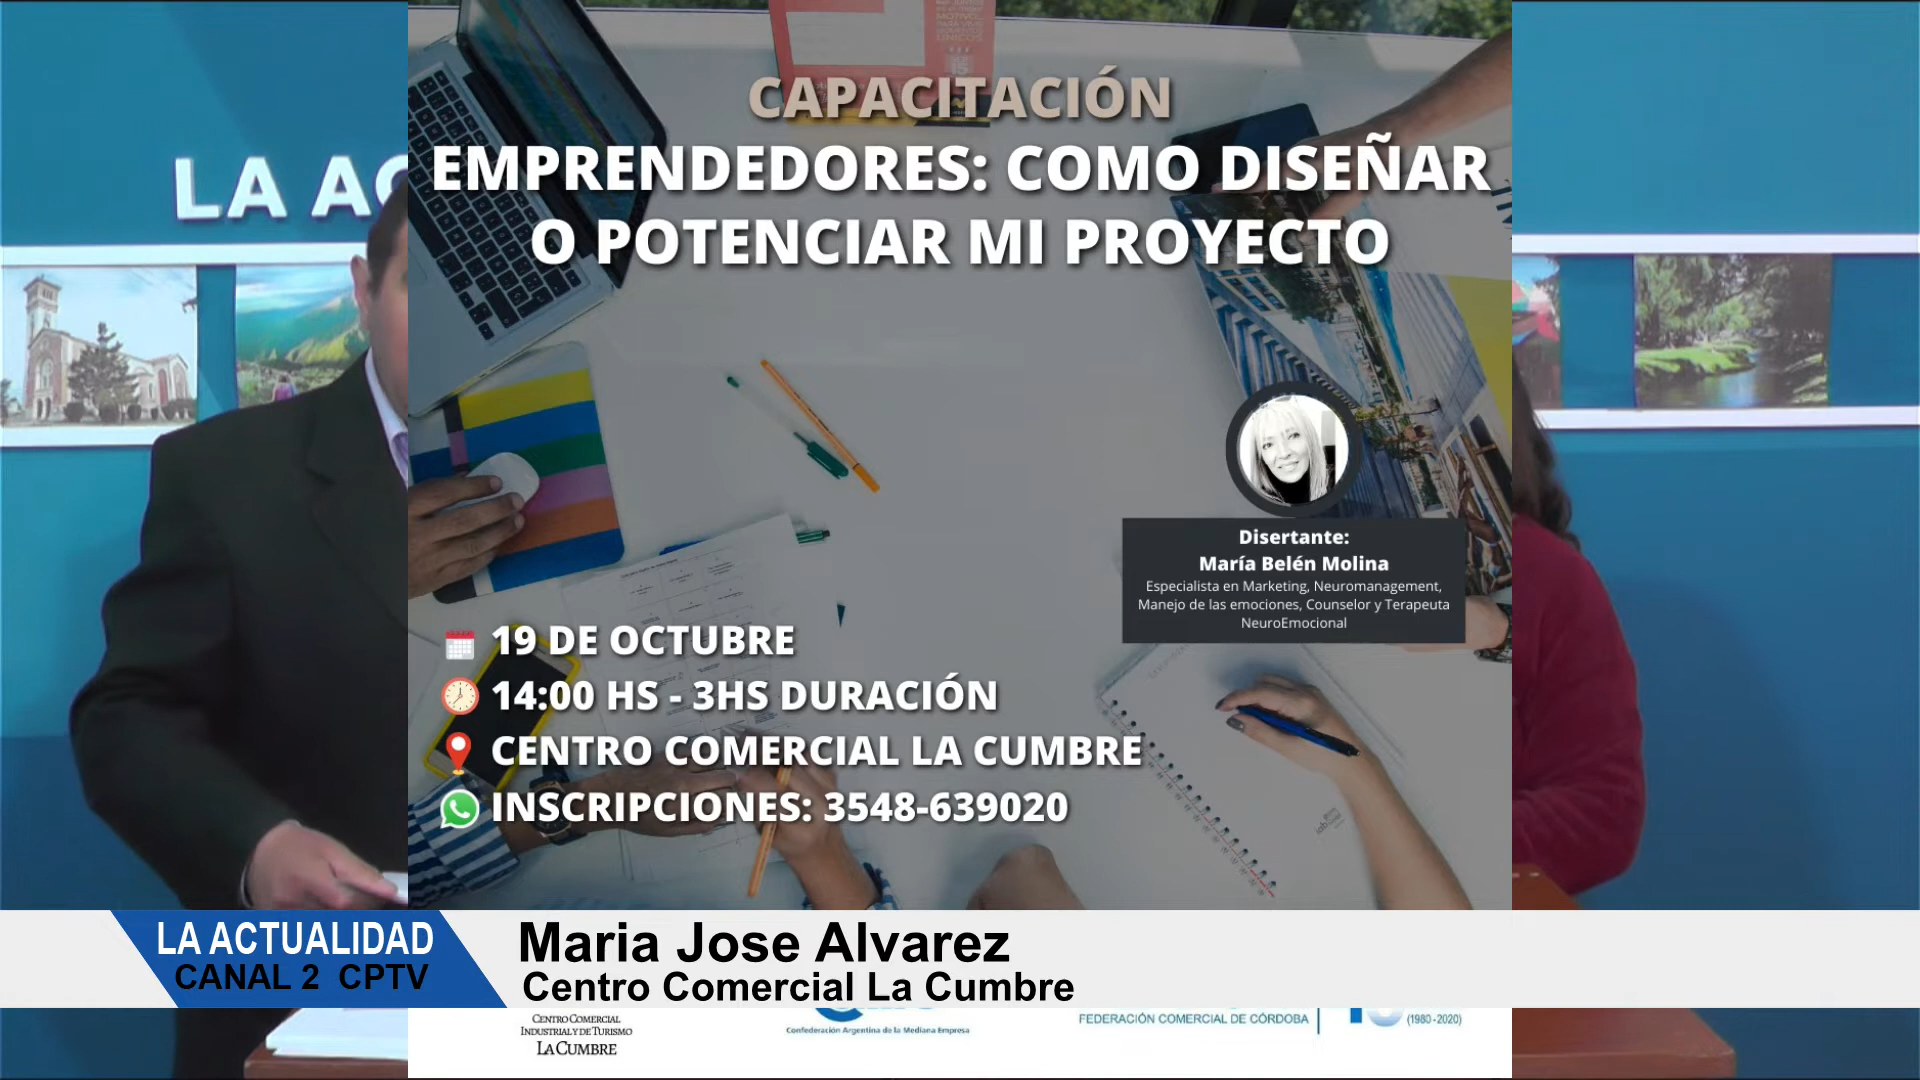 MOTIVO
UNICOS
LA AC
CAPACITACIÓN
EMPRENDEDORES: COMO DISEÑAR
O POTENCIAR MI PROYECTO
Disertante:
María Belén Molina
Especialista en Marketing, Neuromanagement,
Manejo de las emociones, Counselor y Terapeuta
NeuroEmocional
19 DE OCTUBRE
14:00 HS - 3HS DURACIÓN
CENTRO COMERCIAL LA CUMBRE
INSCRIPCIONES: 3548-639020
LA ACTUALIDAD
CANAL 2 CPTV
Maria Jose Alvarez
Centro Comercial La Cumbre
CENTRO COMERCIAL
INDUSTRIAL Y DE TURISMO
LA CUMBRE
Confederación Argentina de la Mediana Empresa
FEDERACIÓN COMERCIAL DE CÓRDOBA
(1980-2020)